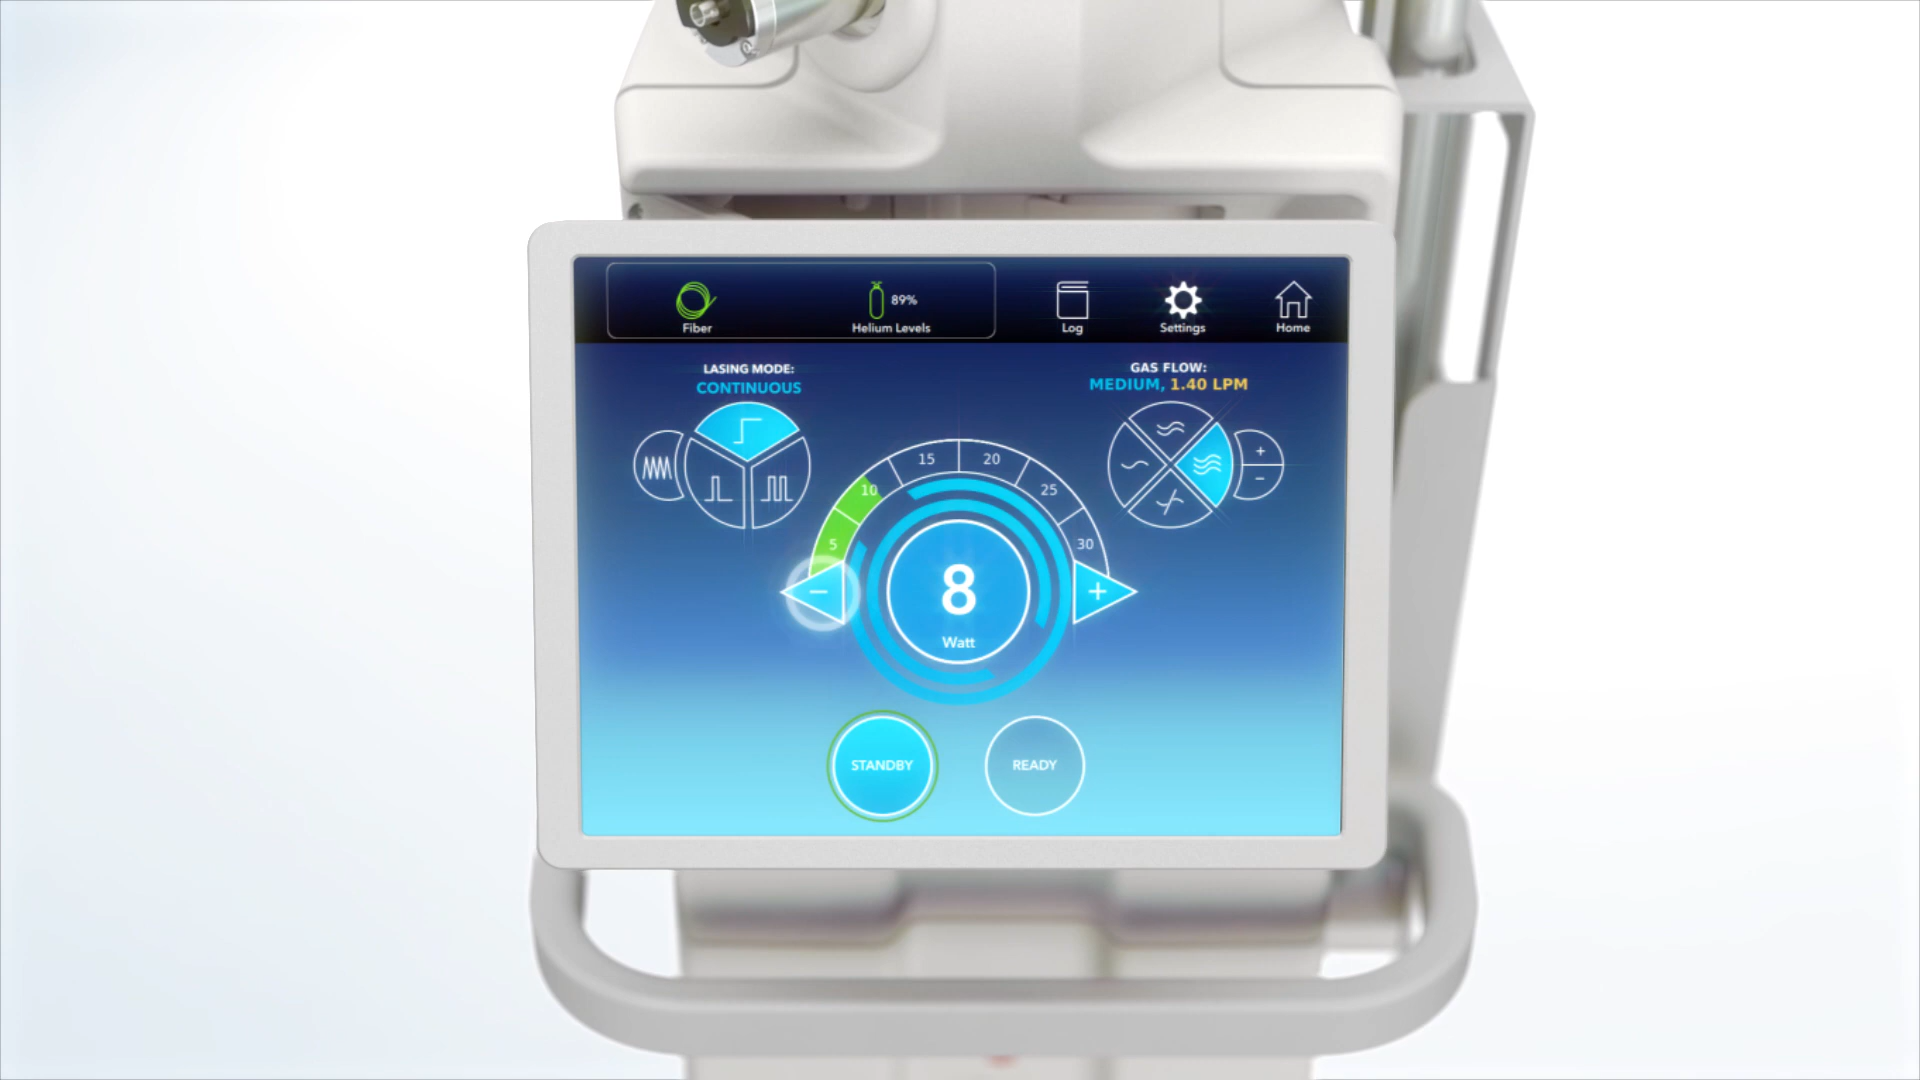 89%
Fiber
Helium Levels
Log
Settings
Home
LASING MODE:
CONTINUOUS
GAS FLOW:
MEDIUM, 1.40 LPM
+
−
5
10
15
20
25
30
−
+
8
Watt
STANDBY
READY